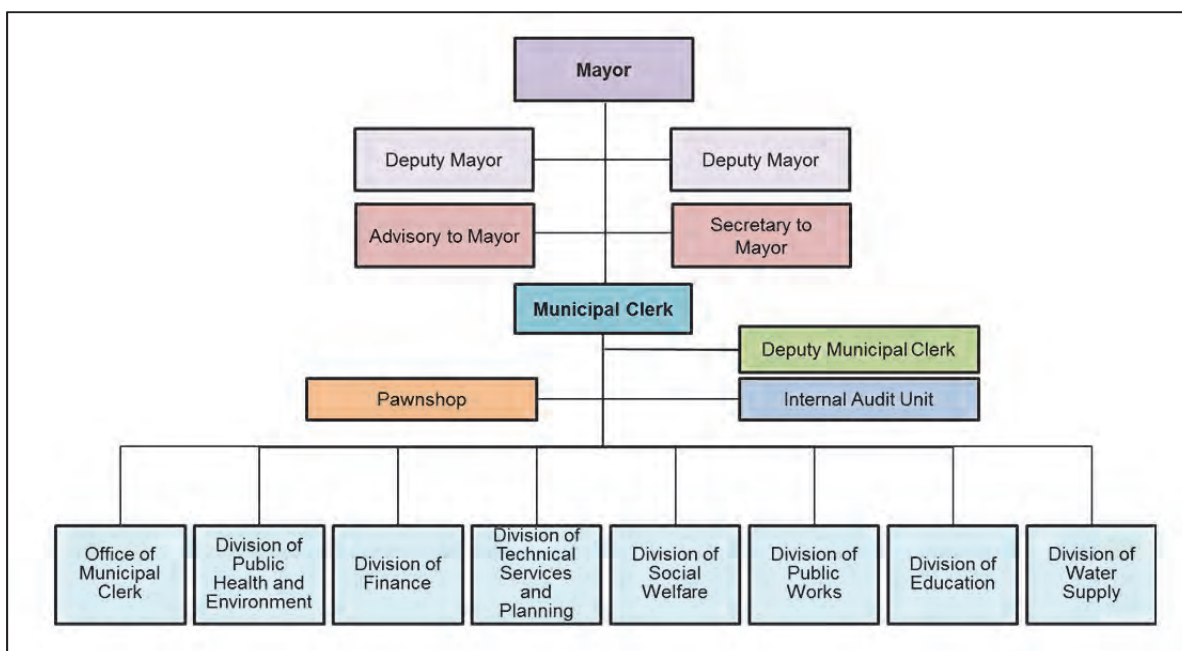 Mayor
Deputy Mayor
Deputy Mayor
Advisory to Mayor
Secretary to
Mayor
Municipal Clerk
Deputy Municipal Clerk
Pawnshop
Internal Audit Unit
Office of
Municipal
Clerk
Division of
Public
Health and
Environment
Division of
Finance
Division of
Technical
Services
and
Planning
Division of
Social
Welfare
Division of
Public
Works
Division of
Education
Division of
Water
Supply